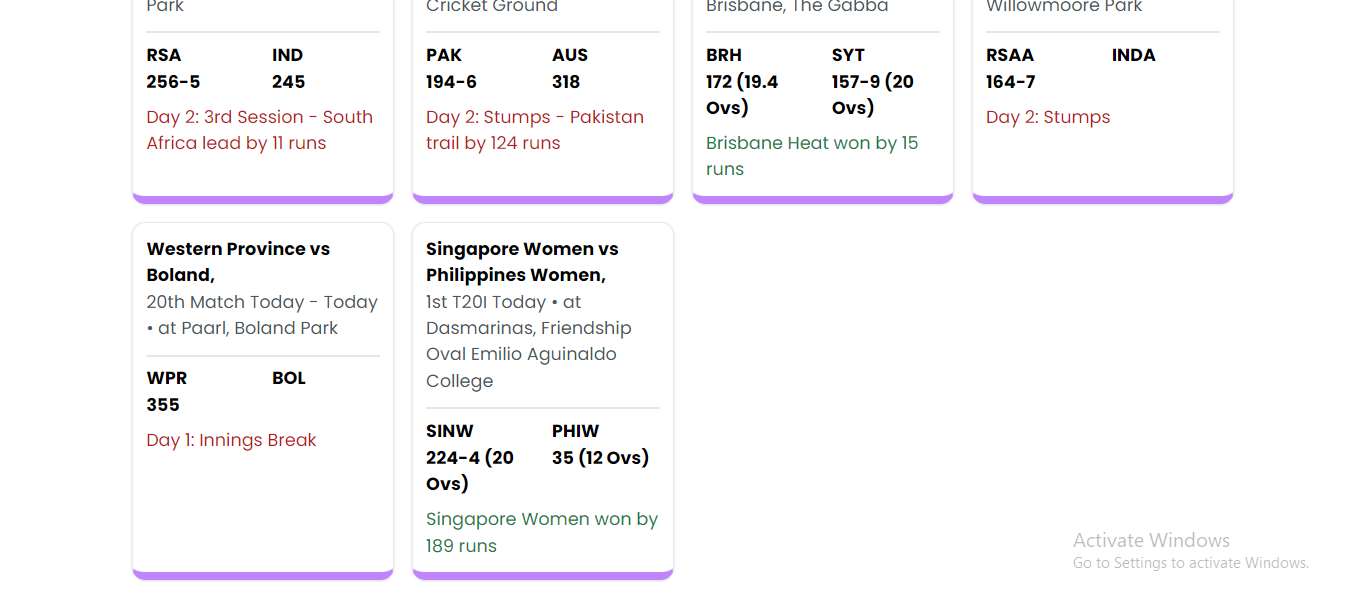 Park
Cricket Ground
Brisbane, The Gabba
Willowmoore Park
RSA IND
256-5 245
Day 2: 3rd Session - South
Africa lead by 11 runs
PAK AUS
194-6 318
Day 2: Stumps - Pakistan
trail by 124 runs
BRH SYT
172 (19.4 157-9 (20
Ovs) Ovs)
Brisbane Heat won by 15
runs
RSAA INDA
164-7
Day 2: Stumps
Western Province vs
Boland,
20th Match Today - Today
• at Paarl, Boland Park
WPR BOL
355
Day 1: Innings Break
Singapore Women vs
Philippines Women,
1st T20I Today • at
Dasmarinas, Friendship
Oval Emilio Aguinaldo
College
SINW PHIW
224-4 (20 35 (12 Ovs)
Ovs)
Singapore Women won by
189 runs
Activate Windows
Go to Settings to activate Windows.